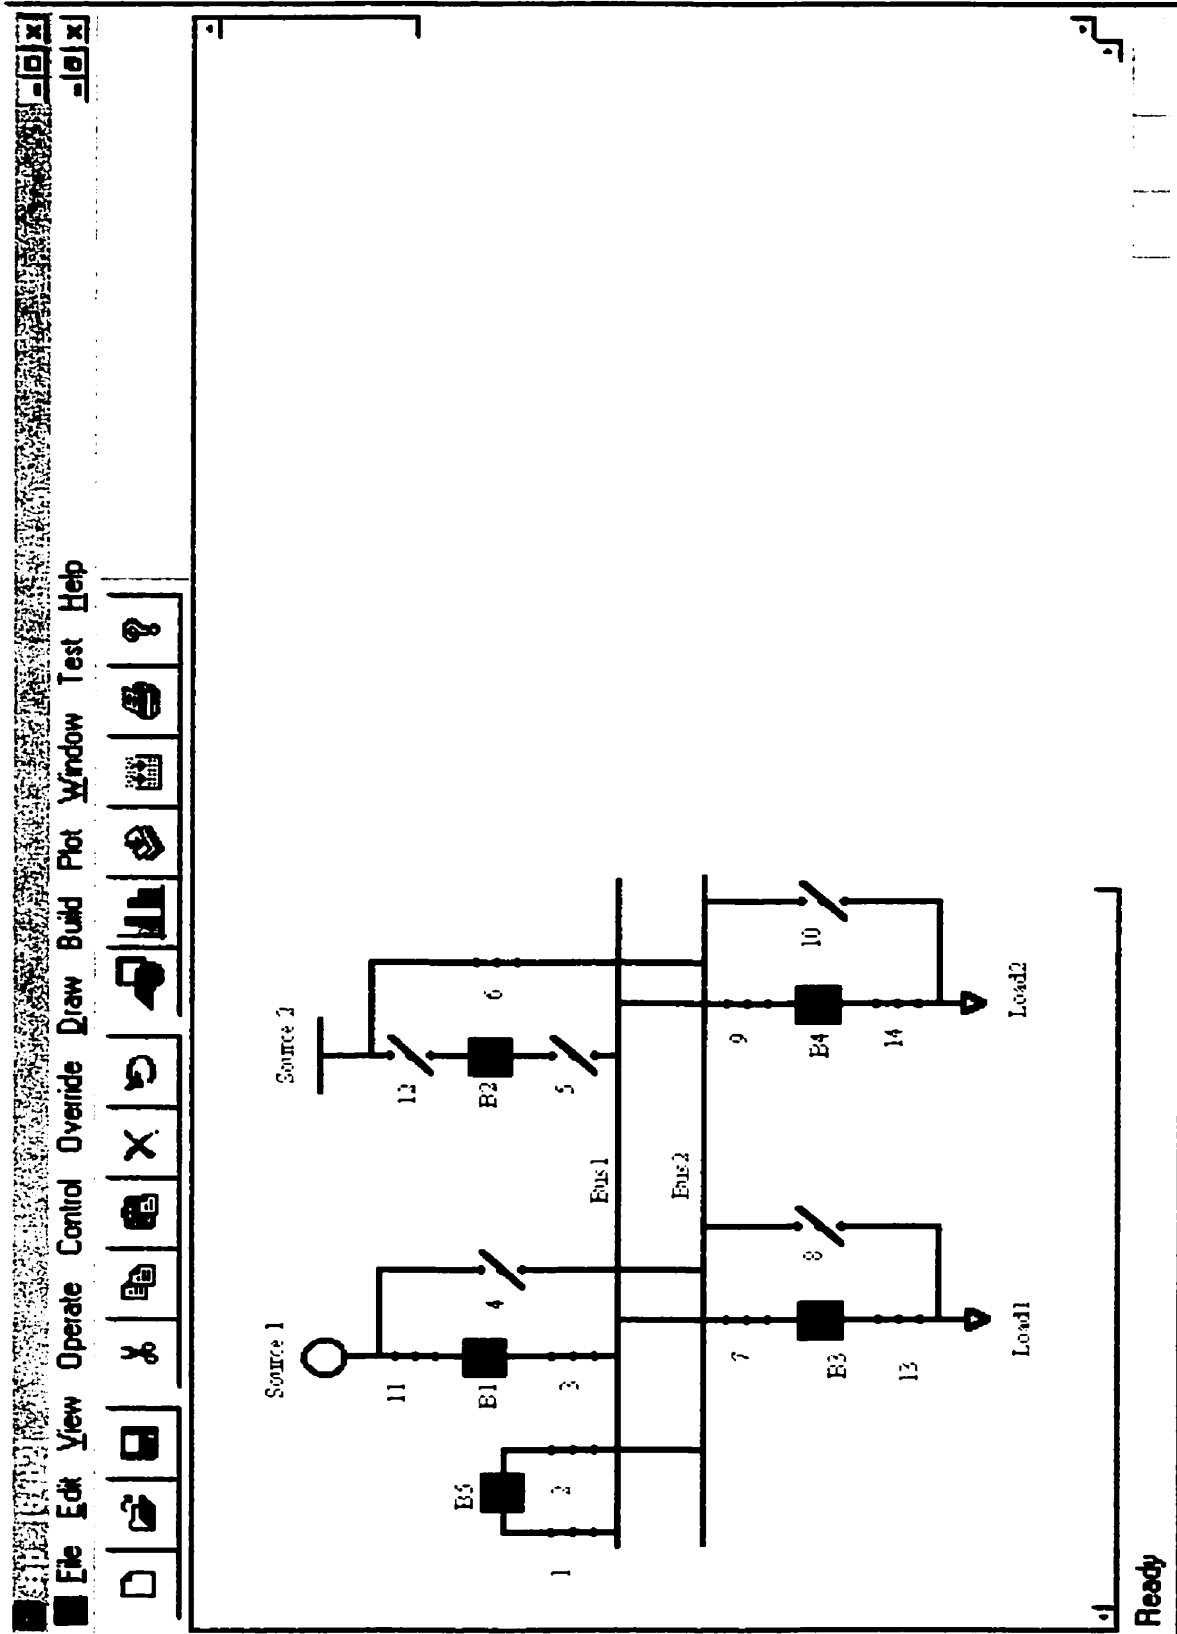 File Edit View Operate Control Override Draw Build Plot Window Test Help
Source 1
Source 2
B5
11
4
12
6
B1
B2
1
2
3
5
Bus1
Bus2
7
8
9
10
B3
B4
13
14
Load1
Load2
Ready